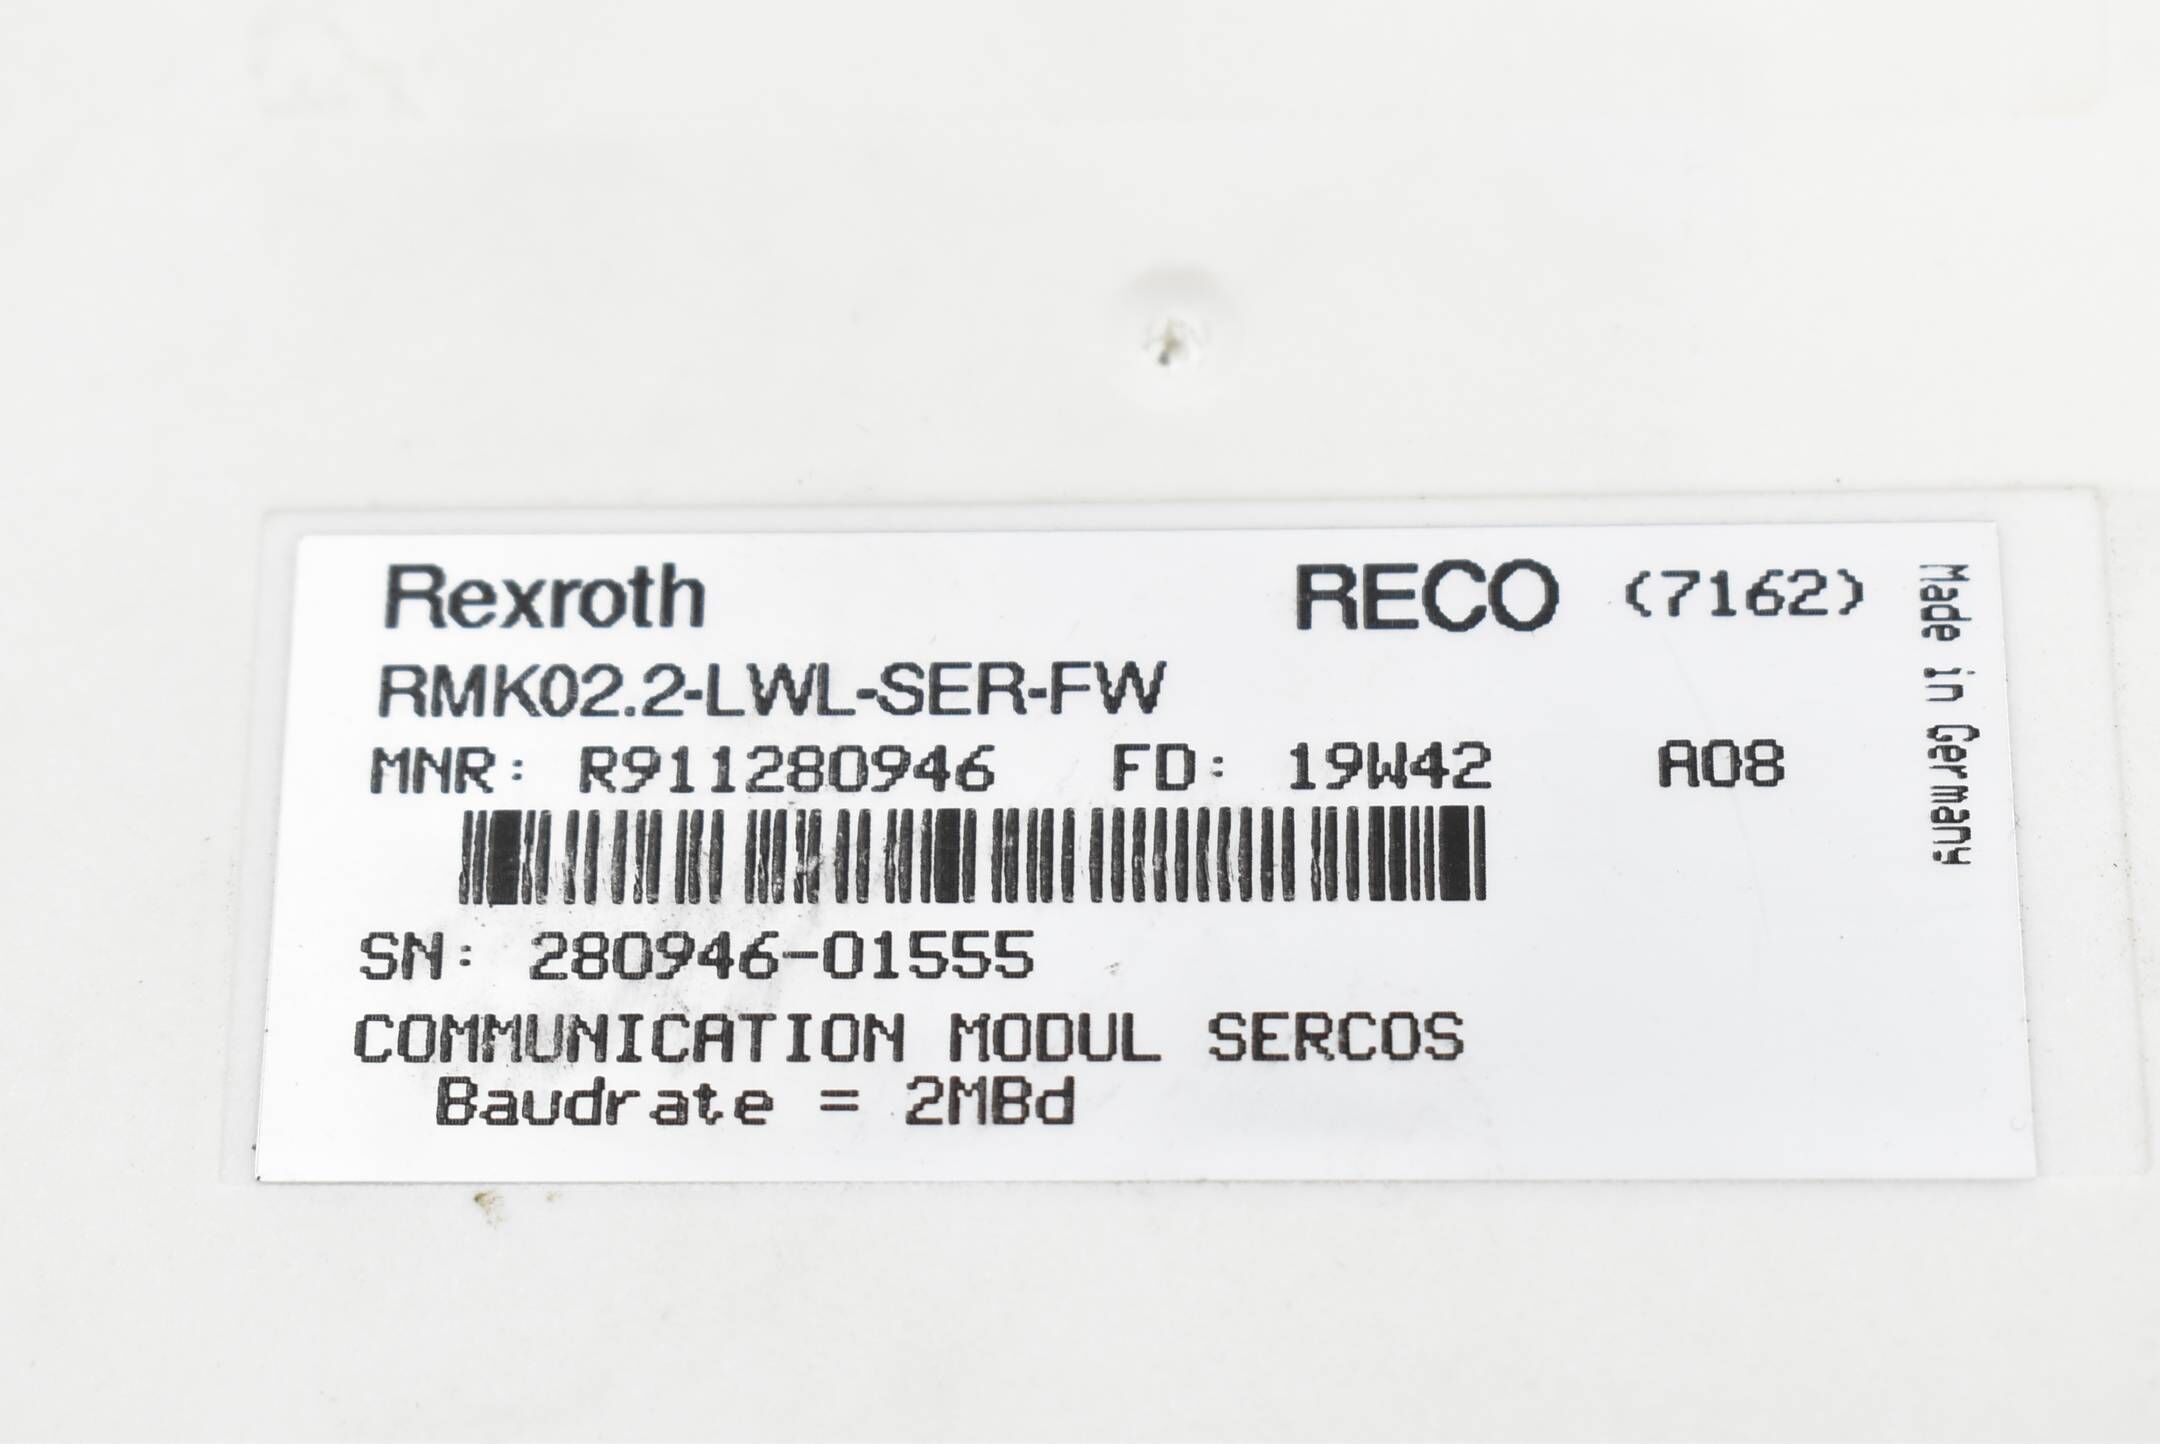 Rexroth RECO (7162)
RMK02.2-LWL-SER-FW
MNR: R911280946 FD: 19W42 A08
SN: 280946-01555
COMMUNICATION MODUL SERCOS
Baudrate = 2MBd
Made in Germany